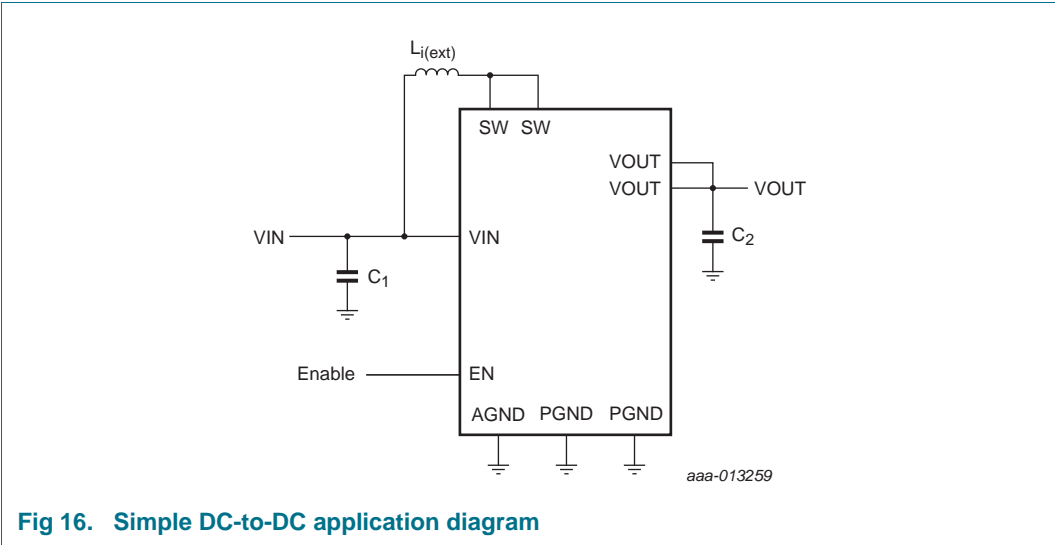 Li(ext)
SW SW
VOUT
VOUT VOUT
VIN VIN
C2
C1
Enable EN
AGND PGND PGND
aaa-013259
Fig 16. Simple DC-to-DC application diagram